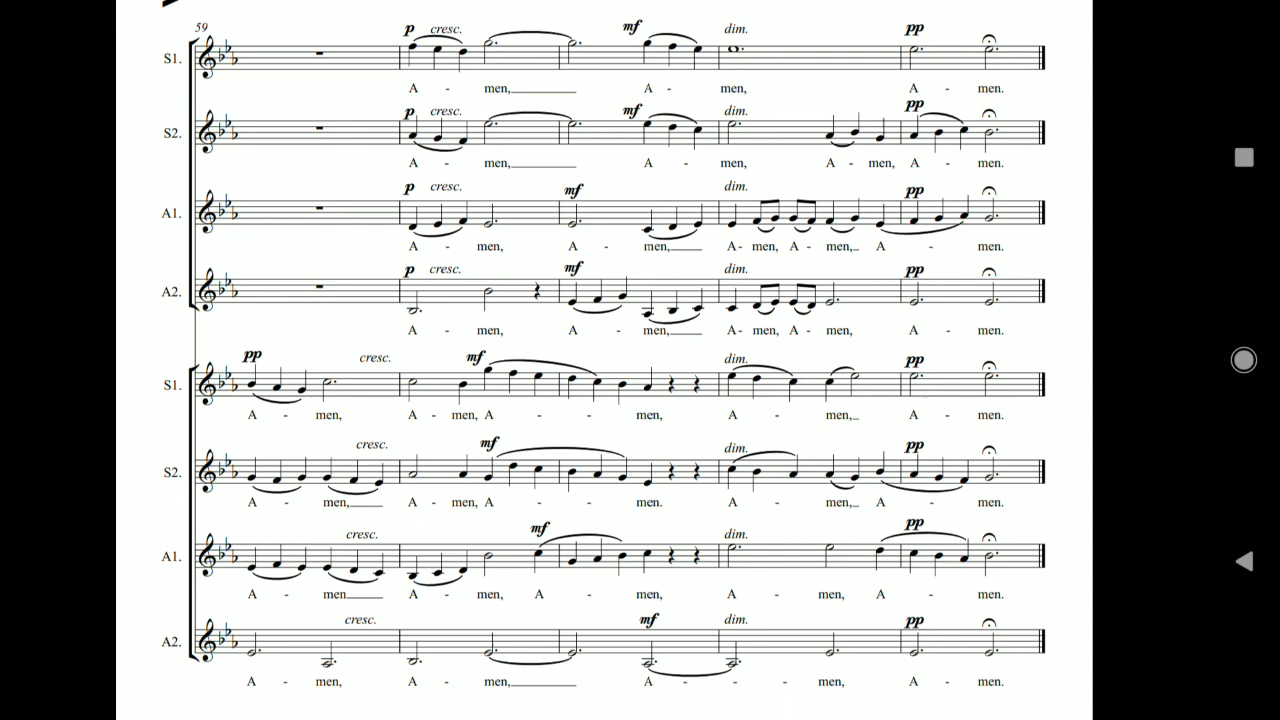 59
p cresc. mf dim. pp
S1.
A - men, A - men, A - men.
p cresc. mf dim. pp
S2.
A - men, A - men, A - men, A - men.
p cresc. mf dim. pp
A1.
A - men, A - men, A- men, A - men, A - men.
p cresc. mf dim. pp
A2.
A - men, A - men, A- men, A - men, A - men.
pp cresc. mf dim. pp
S1.
A - men, A - men, A - - - men, A - men, A - men.
cresc. mf dim. pp
S2.
A - men, A - men, A - - - men. A - men, A - men.
cresc. mf dim. pp
A1.
A - men A - men, A - men, A - men, A - men.
cresc. mf dim. pp
A2.
A - men, A - men, A - - - men, A - men.